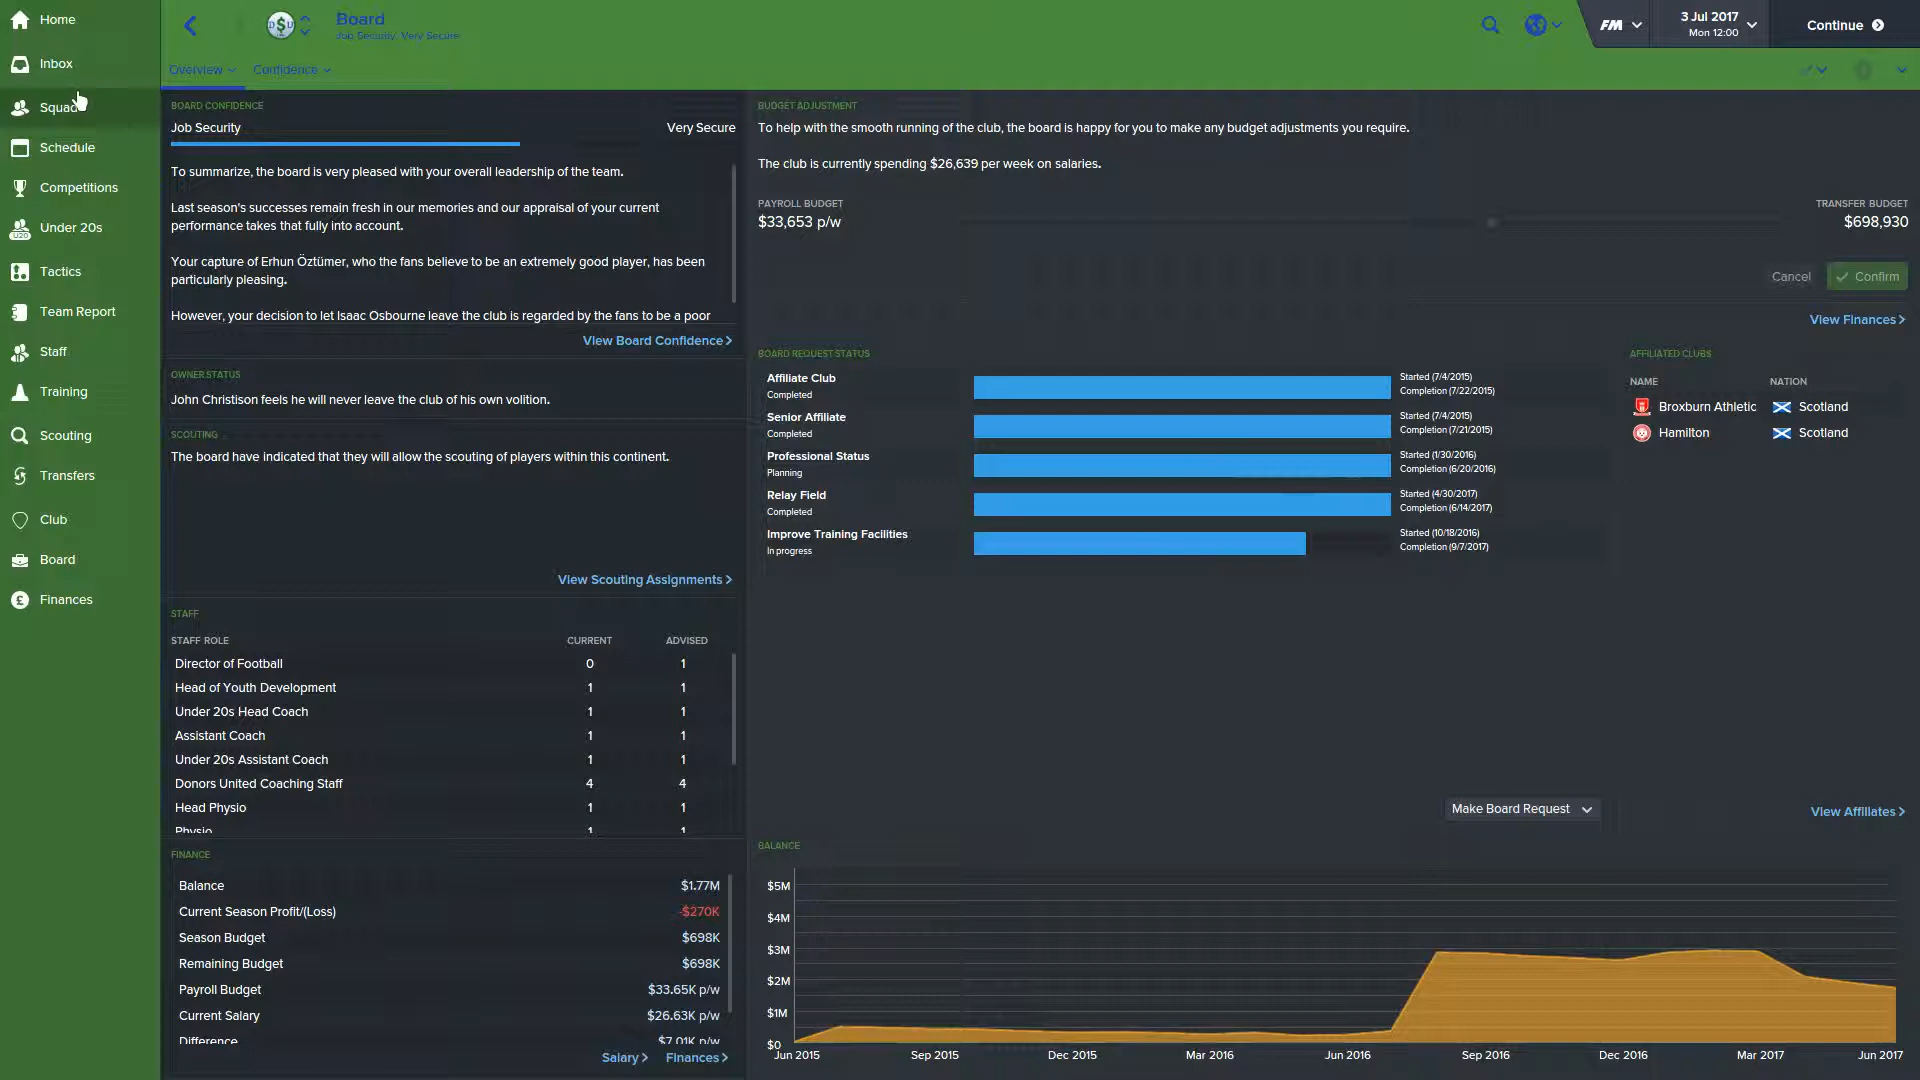 Home
Inbox
Squad
Schedule
Competitions
Under 20s
Tactics
Team Report
Staff
Training
Scouting
Transfers
Club
Board
Finances
Board
Job Security: Very Secure
FM
3 Jul 2017
Mon 12:00
Continue
Overview
Confidence
BOARD CONFIDENCE
Job Security Very Secure
To summarize, the board is very pleased with your overall leadership of the team.
Last season's successes remain fresh in our memories and our appraisal of your current
performance takes that fully into account.
Your capture of Erhun Öztümer, who the fans believe to be an extremely good player, has been
particularly pleasing.
However, your decision to let Isaac Osbourne leave the club is regarded by the fans to be a poor
View Board Confidence >
OWNER STATUS
John Christison feels he will never leave the club of his own volition.
SCOUTING
The board have indicated that they will allow the scouting of players within this continent.
View Scouting Assignments >
STAFF
STAFF ROLE CURRENT ADVISED
Director of Football 0 1
Head of Youth Development 1 1
Under 20s Head Coach 1 1
Assistant Coach 1 1
Under 20s Assistant Coach 1 1
Donors United Coaching Staff 4 4
Head Physio 1 1
Physio 1 1
FINANCE
Balance $1.77M
Current Season Profit/(Loss) -$270K
Season Budget $698K
Remaining Budget $698K
Payroll Budget $33.65K p/w
Current Salary $26.63K p/w
Difference $7.01K p/w
Salary > Finances >
BUDGET ADJUSTMENT
To help with the smooth running of the club, the board is happy for you to make any budget adjustments you require.
The club is currently spending $26,639 per week on salaries.
PAYROLL BUDGET TRANSFER BUDGET
$33,653 p/w $698,930
Cancel Confirm
View Finances >
BOARD REQUEST STATUS
Affiliate Club
Completed
Started (7/4/2015)
Completion (7/22/2015)
Senior Affiliate
Completed
Started (7/4/2015)
Completion (7/21/2015)
Professional Status
Planning
Started (1/30/2016)
Completion (6/20/2016)
Relay Field
Completed
Started (4/30/2017)
Completion (6/14/2017)
Improve Training Facilities
In progress
Started (10/18/2016)
Completion (9/7/2017)
AFFILIATED CLUBS
NAME NATION
Broxburn Athletic Scotland
Hamilton Scotland
Make Board Request
View Affiliates >
BALANCE
$5M
$4M
$3M
$2M
$1M
$0
Jun 2015 Sep 2015 Dec 2015 Mar 2016 Jun 2016 Sep 2016 Dec 2016 Mar 2017 Jun 2017